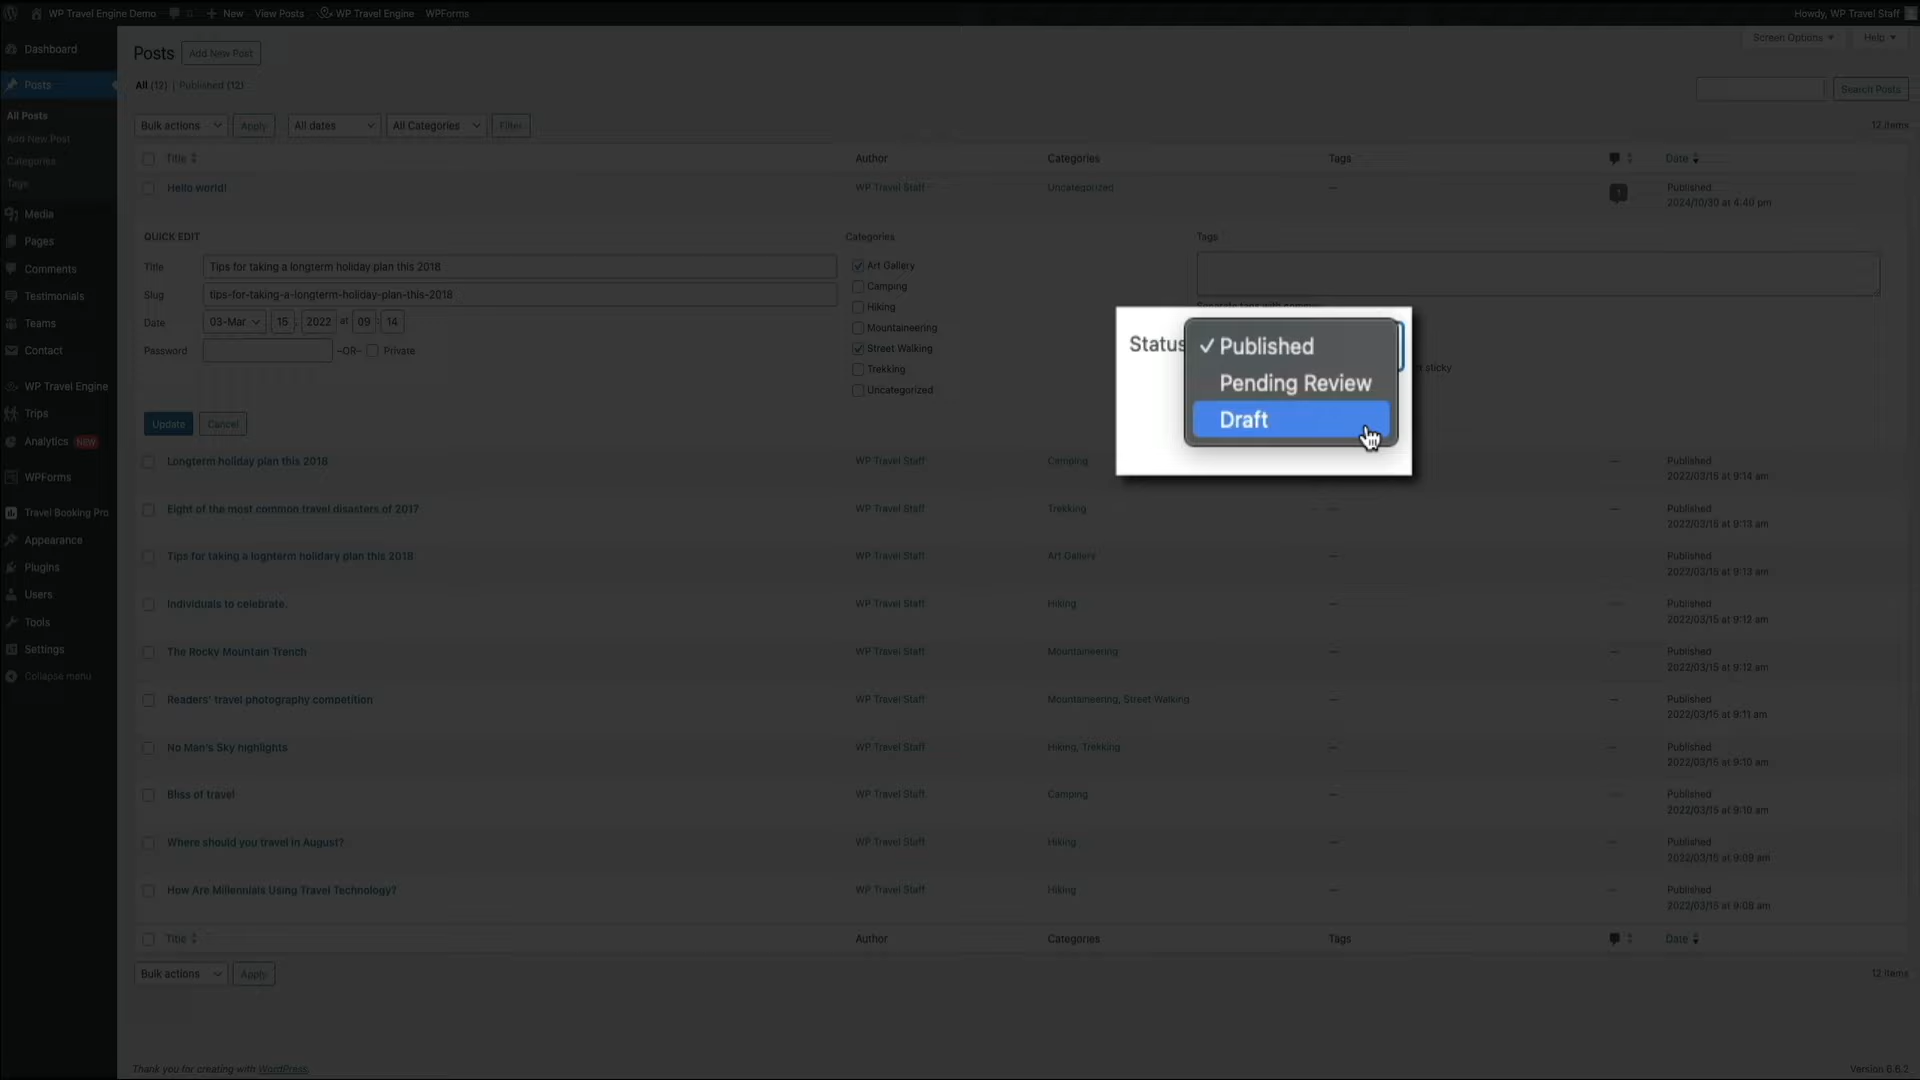 WP Travel Engine Demo 0 + New View Posts WP Travel Engine WPForms Howdy, WP Travel Staff
Dashboard
Posts
All Posts
Add New Post
Categories
Tags
Media
Pages
Comments
Testimonials
Teams
Contact
WP Travel Engine
Trips
Analytics NEW
WPForms
Travel Booking Pro
Appearance
Plugins
Users
Tools
Settings
Collapse menu
Posts Add New Post Screen Options Help
All (12) | Published (12) Search Posts
Bulk actions Apply All dates All Categories Filter 12 items
Title Author Categories Tags Date
Hello world! WP Travel Staff Uncategorized — 1 Published
2024/10/30 at 4:40 pm
QUICK EDIT Categories Tags
Title Tips for taking a longterm holiday plan this 2018
Slug tips-for-taking-a-longterm-holiday-plan-this-2018
Date 03-Mar 15, 2022 at 09 : 14
Password –OR– Private
Art Gallery
Camping
Hiking
Mountaineering
Street Walking
Trekking
Uncategorized
Separate tags with commas
Status ✓ Published
Pending Review
Draft
sticky
Update Cancel
Longterm holiday plan this 2018 WP Travel Staff Camping — — Published
2022/03/15 at 9:14 am
Eight of the most common travel disasters of 2017 WP Travel Staff Trekking — — Published
2022/03/15 at 9:13 am
Tips for taking a lognterm holidary plan this 2018 WP Travel Staff Art Gallery — — Published
2022/03/15 at 9:13 am
Individuals to celebrate. WP Travel Staff Hiking — — Published
2022/03/15 at 9:12 am
The Rocky Mountain Trench WP Travel Staff Mountaineering — — Published
2022/03/15 at 9:12 am
Readers' travel photography competition WP Travel Staff Mountaineering, Street Walking — — Published
2022/03/15 at 9:11 am
No Man's Sky highlights WP Travel Staff Hiking, Trekking — — Published
2022/03/15 at 9:10 am
Bliss of travel WP Travel Staff Camping — — Published
2022/03/15 at 9:10 am
Where should you travel in August? WP Travel Staff Hiking — — Published
2022/03/15 at 9:09 am
How Are Millennials Using Travel Technology? WP Travel Staff Hiking — — Published
2022/03/15 at 9:08 am
Title Author Categories Tags Date
Bulk actions Apply 12 items
Thank you for creating with WordPress. Version 6.6.2